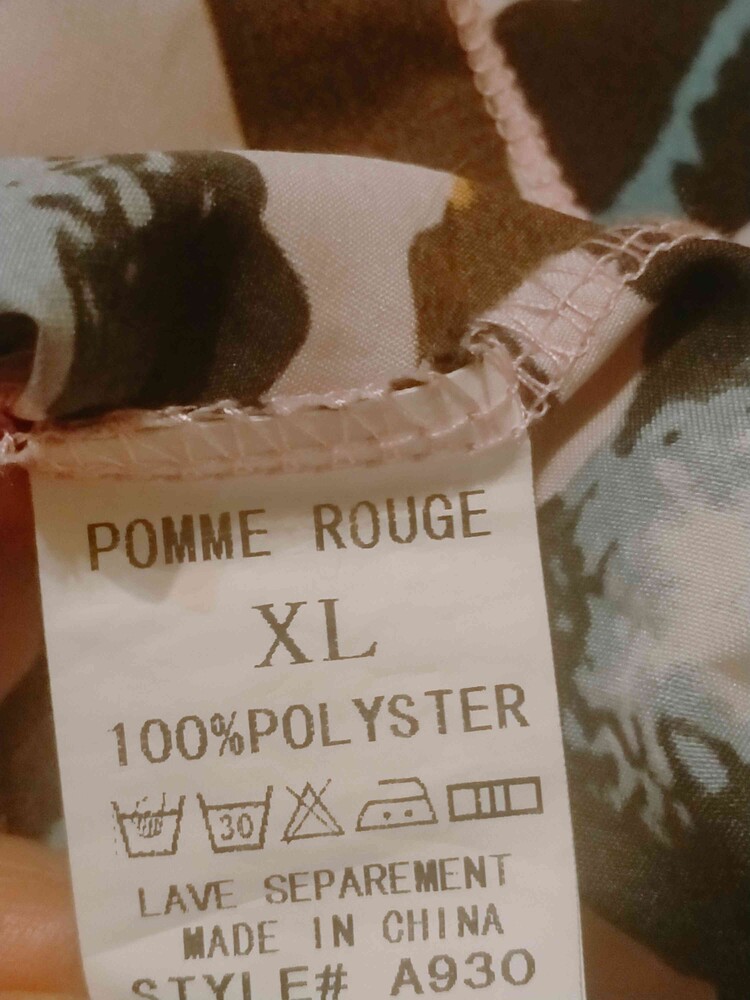 POMME ROUGE
XL
100%POLYSTER
30
LAVE SEPAREMENT
MADE IN CHINA
STYLE# A930